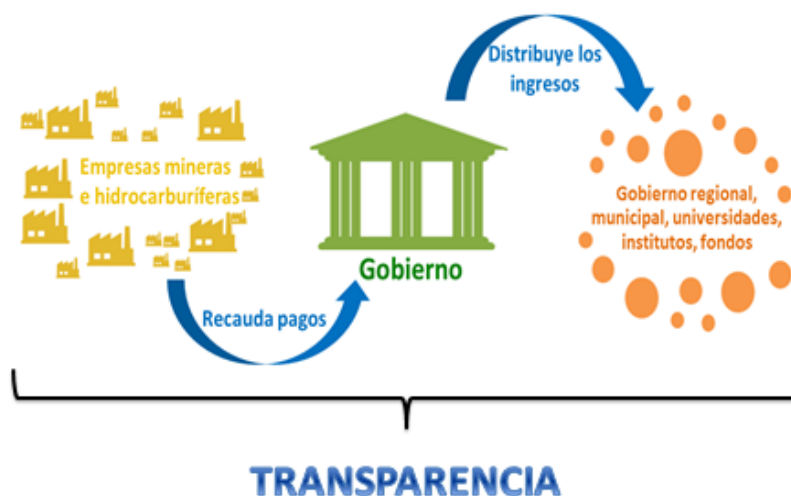 Empresas mineras
e hidrocarburíferas
Recauda pagos
Gobierno
Distribuye los
ingresos
Gobierno regional,
municipal, universidades,
institutos, fondos
TRANSPARENCIA